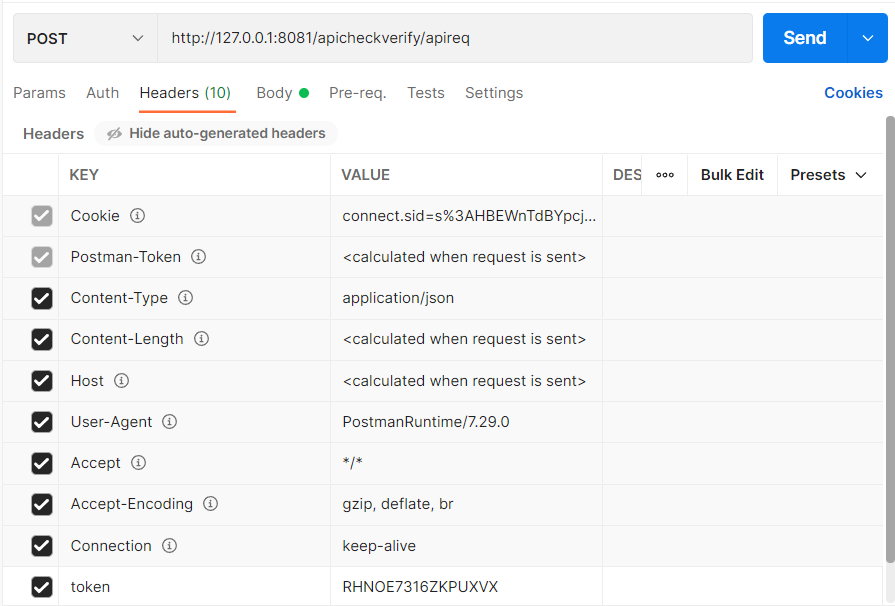 POST http://127.0.0.1:8081/apicheckverify/apireq Send
Params Auth Headers (10) Body Pre-req. Tests Settings Cookies
Headers Hide auto-generated headers
KEY VALUE DES Bulk Edit Presets
Cookie connect.sid=s%3AHBEWnTdBYpcj...
Postman-Token <calculated when request is sent>
Content-Type application/json
Content-Length <calculated when request is sent>
Host <calculated when request is sent>
User-Agent PostmanRuntime/7.29.0
Accept */*
Accept-Encoding gzip, deflate, br
Connection keep-alive
token RHNOE7316ZKPUXVX